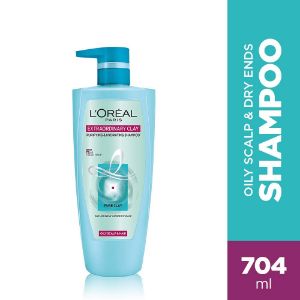 L'ORÉAL
PARIS
EXTRAORDINARY CLAY
PURE CLAY
OILY SCALP & DRY ENDS
SHAMPOO
704
ml